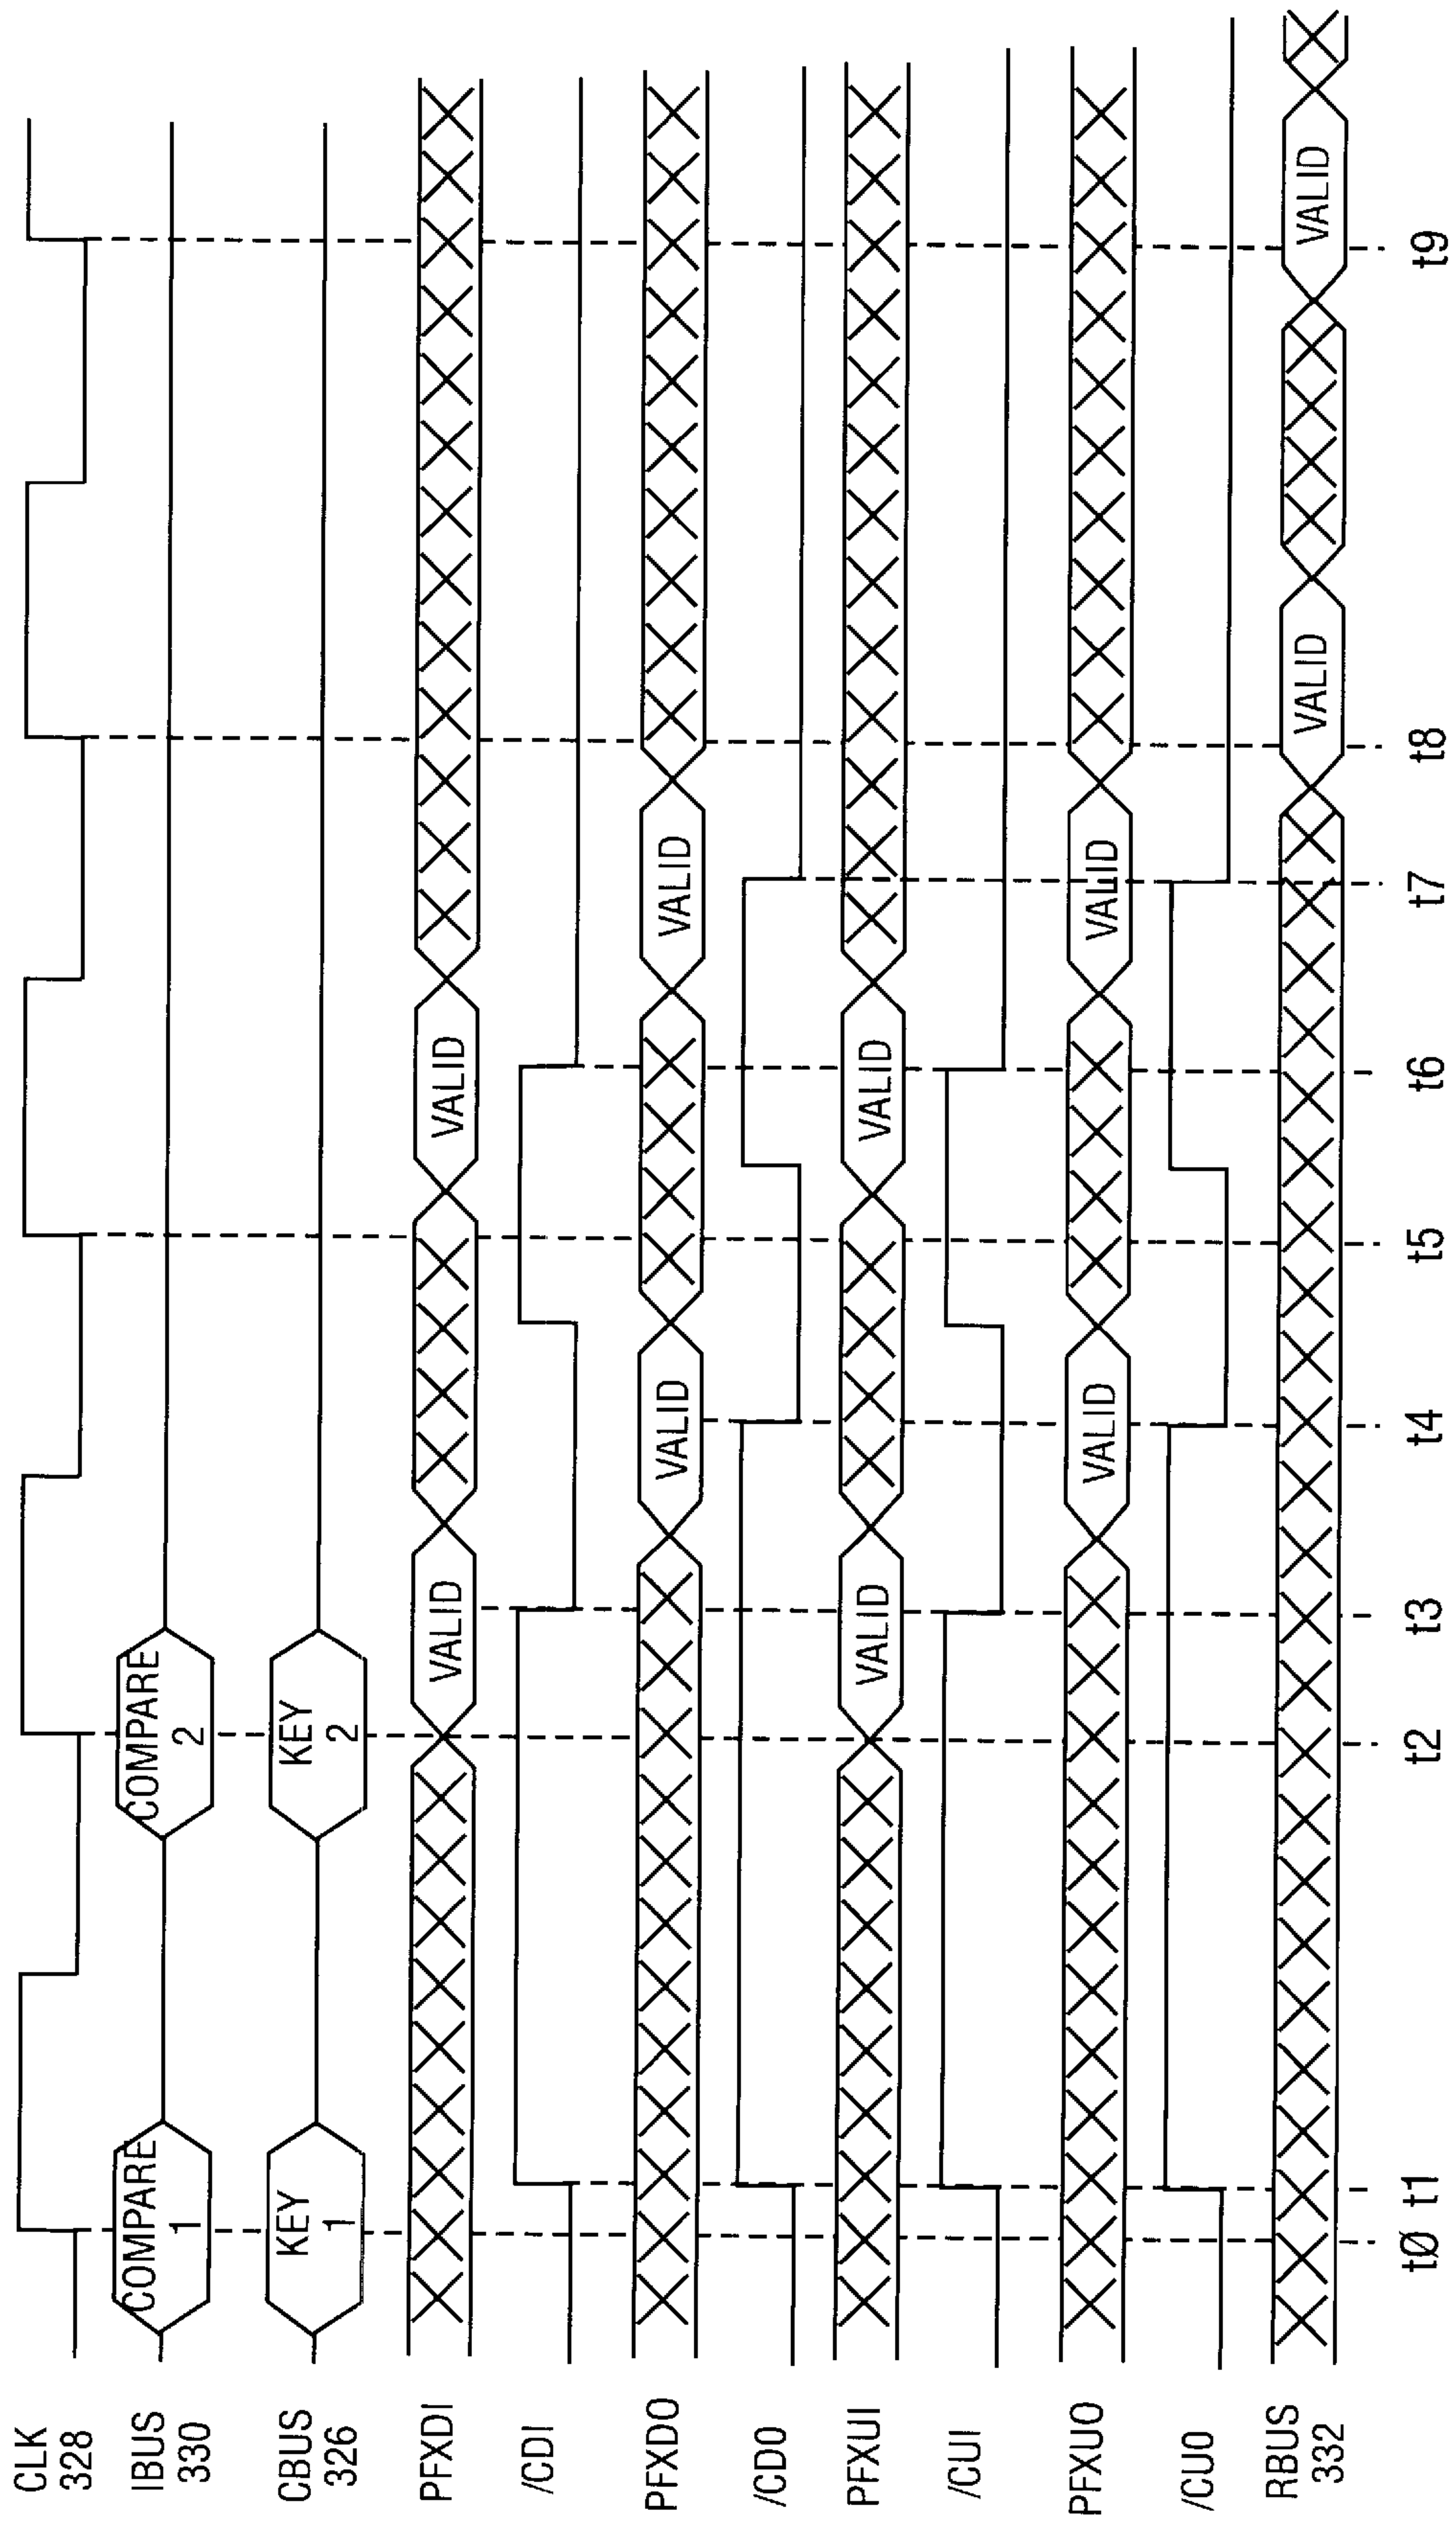 CLK
328
IBUS
330
COMPARE
1
COMPARE
2
CBUS
326
KEY
1
KEY
2
PFXDI
VALID
VALID
/CDI
PFXDO
VALID
VALID
/CD0
PFXUI
VALID
VALID
/CUI
PFXUO
VALID
VALID
/CU0
RBUS
332
VALID
VALID
tØ
t1
t2
t3
t4
t5
t6
t7
t8
t9